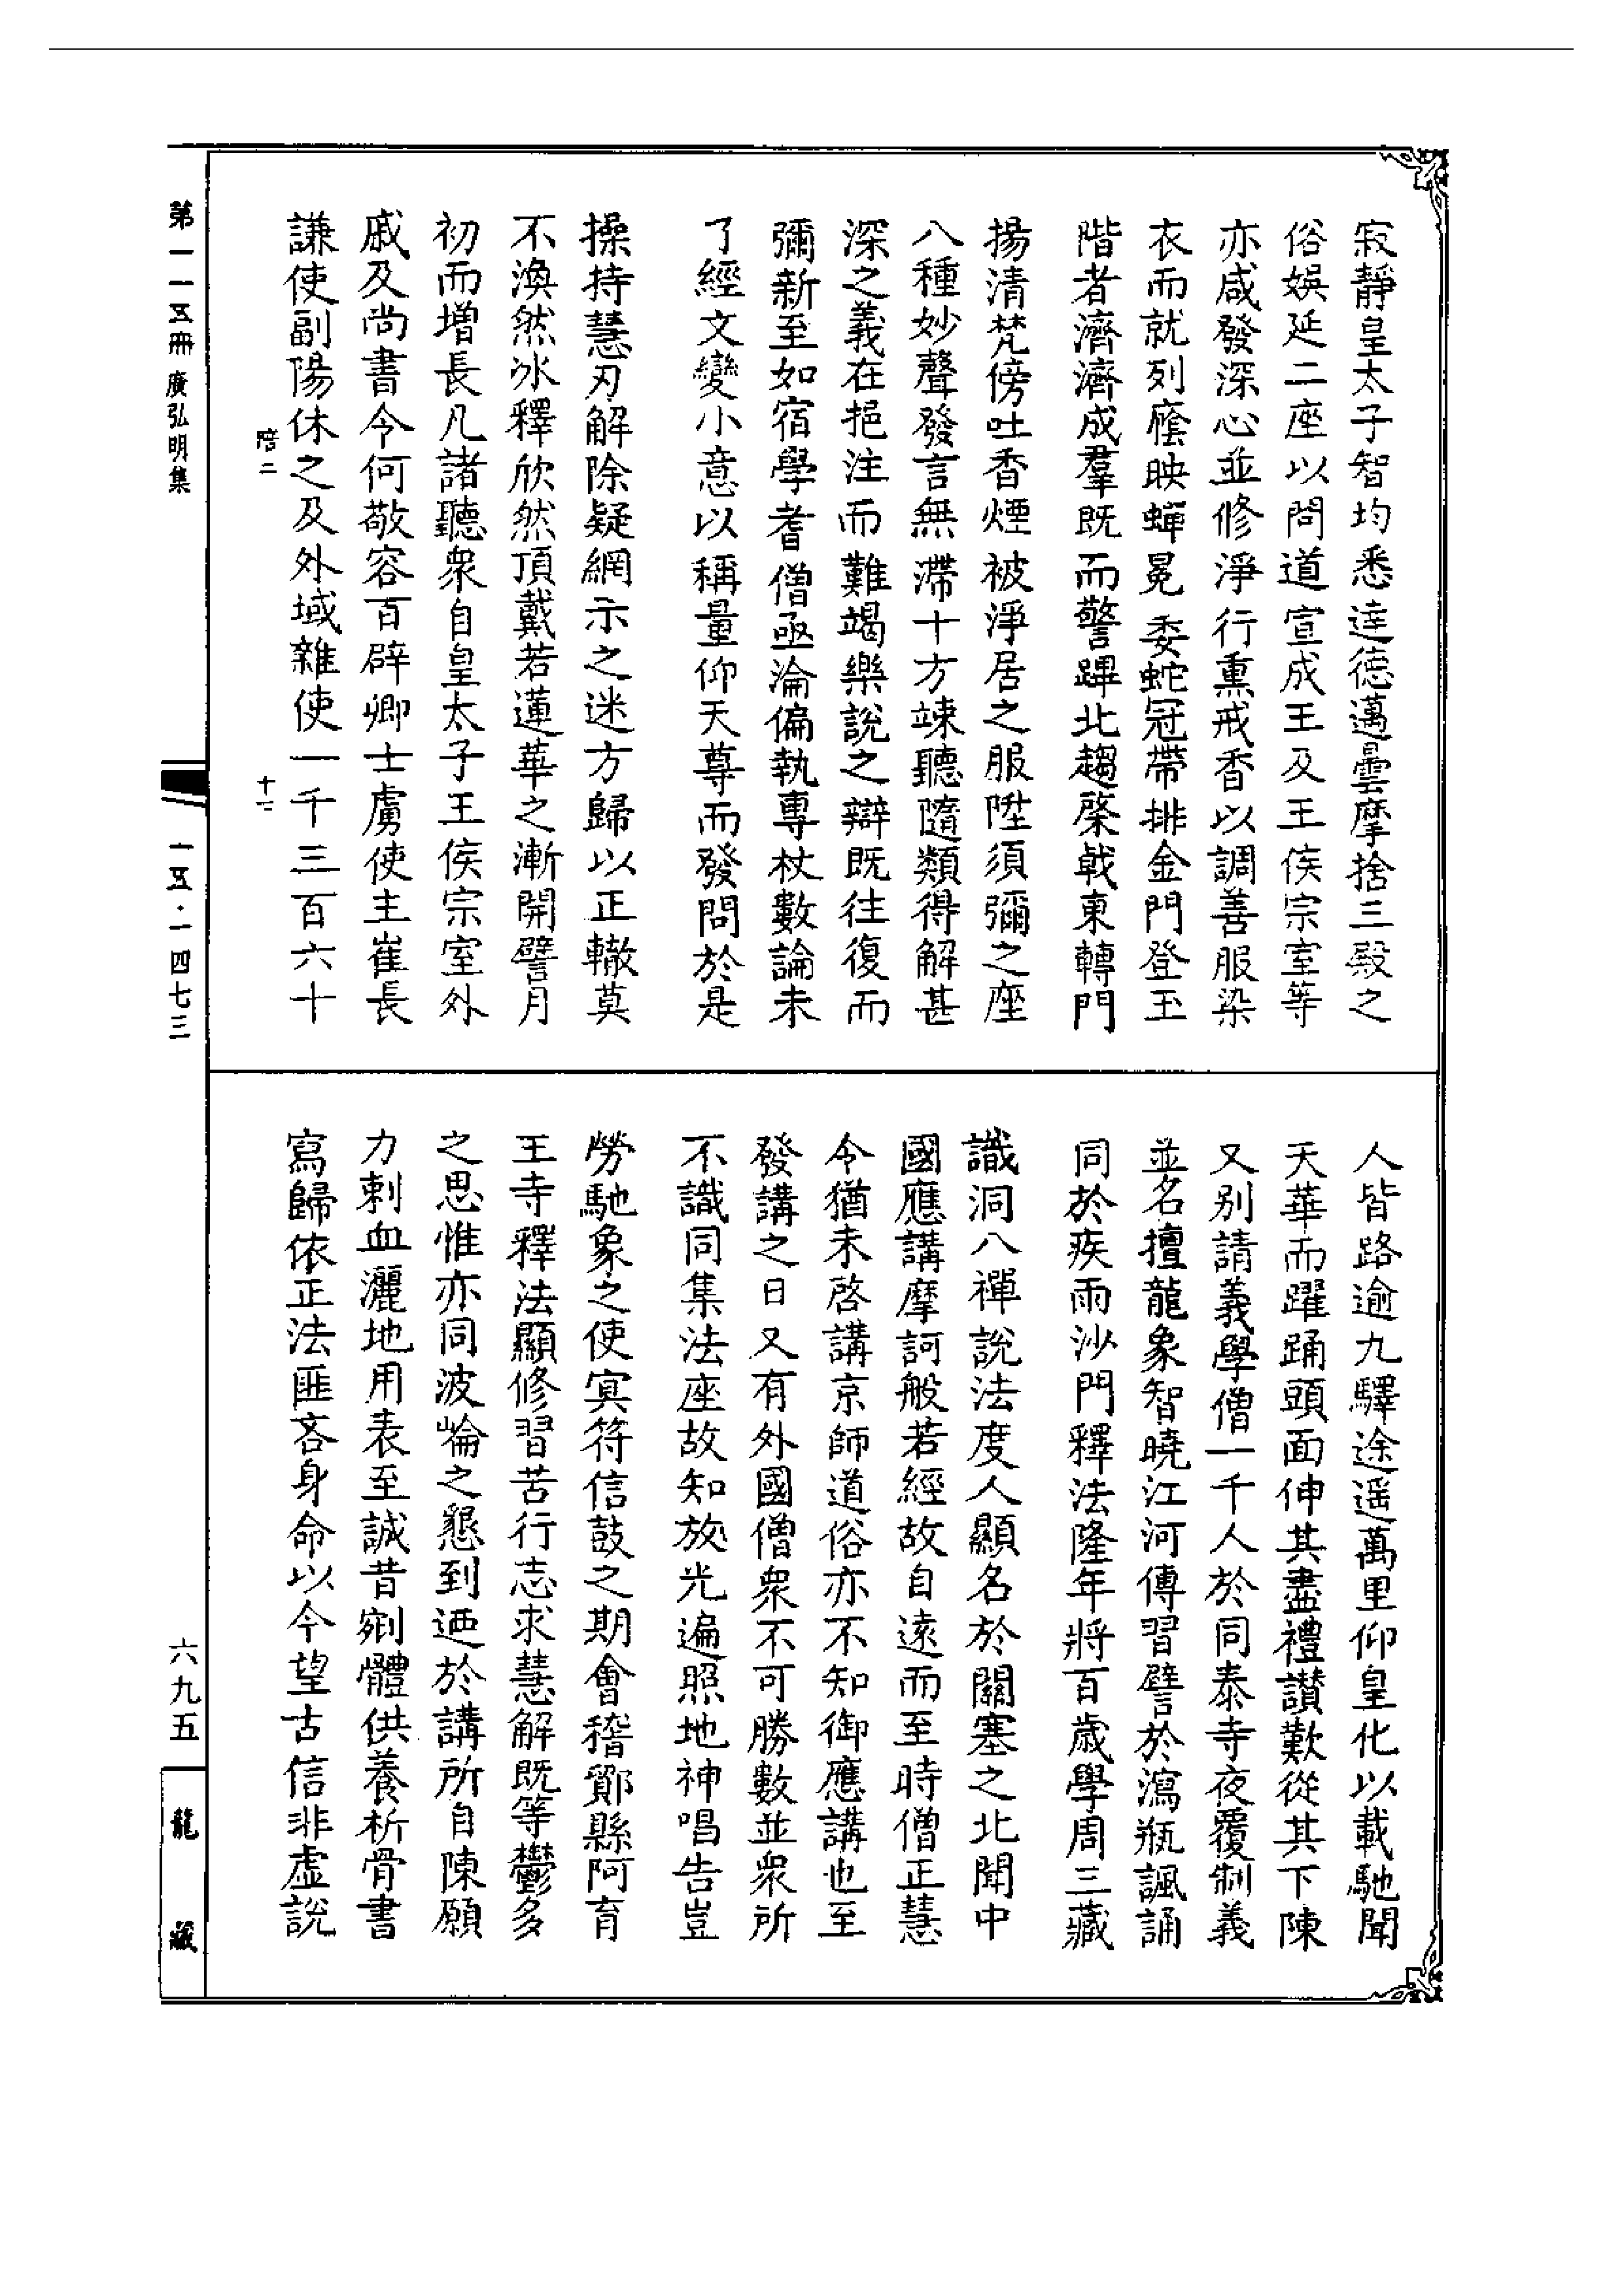 寂靜皇太子智均悉達德邁曇摩捨三殿之
俗娛延二座以問道宣成王及王侯宗室等
亦咸發深心並修淨行熏戒香以調善服染
衣而就列廕映蟬冕委蛇冠帶排金門登玉
階者濟濟成羣既而警蹕北趨棨戟東轉門
揚清梵傍吐香煙被淨居之服陞須彌之座
八種妙聲發言無滯十方竦聽隨類得解甚
深之義在挹注而難竭樂說之辯既往復而
彌新至如宿學耆僧亟淪偏執專杖數論未
了經文變小意以稱量仰天尊而發問於是
操持慧刃解除疑網示之迷方歸以正轍莫
不渙然冰釋欣然頂戴若蓮華之漸開譬月
初而增長凡諸聽衆自皇太子王侯宗室外
戚及尚書令何敬容百辟卿士虜使主崔長
謙使副陽休之及外域雜使一千三百六十
人皆路逾九驛途遥萬里仰皇化以載馳聞
天華而躍踊頭面伸其盡禮讃歎從其下陳
又别請義學僧一千人於同泰寺夜覆制義
並名擅龍象智曉江河傳習譬於瀉瓶諷誦
同於疾雨沙門釋法隆年將百歲學周三藏
識洞八禪說法度人顯名於關塞之北聞中
國應講摩訶般若經故自遠而至時僧正慧
令猶未啓講京師道俗亦不知御應講也至
發講之日又有外國僧衆不可勝數並衆所
不識同集法座故知放光遍照地神唱告豈
勞馳象之使冥符信鼓之期會稽鄮縣阿育
王寺釋法顯修習苦行志求慧解既等鬱多
之思惟亦同波崙之懇到迺於講所自陳願
力刺血灑地用表至誠昔剜體供養析骨書
寫歸依正法匪吝身命以今望古信非虛說
第一一五冊 廣弘明集
陪二
十二
一五·一四七三
六九五
龍藏